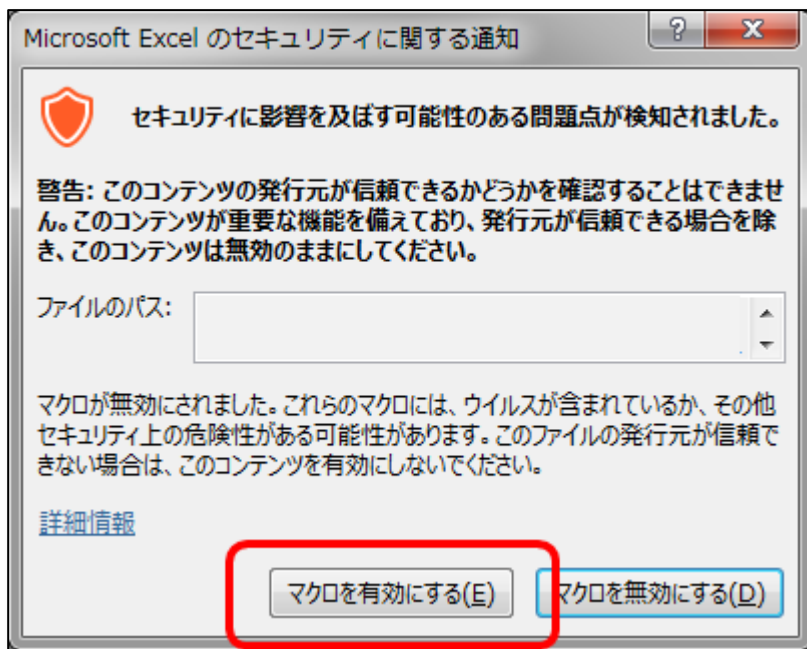 Microsoft Excel のセキュリティに関する通知
セキュリティに影響を及ぼす可能性のある問題点が検知されました。
警告: このコンテンツの発行元が信頼できるかどうかを確認することはできませ
ん。このコンテンツが重要な機能を備えており、発行元が信頼できる場合を除
き、このコンテンツは無効のままにしてください。
ファイルのパス:
マクロが無効にされました。これらのマクロには、ウイルスが含まれているか、その他
セキュリティ上の危険性がある可能性があります。このファイルの発行元が信頼で
きない場合は、このコンテンツを有効にしないでください。
詳細情報
マクロを有効にする(E) マクロを無効にする(D)